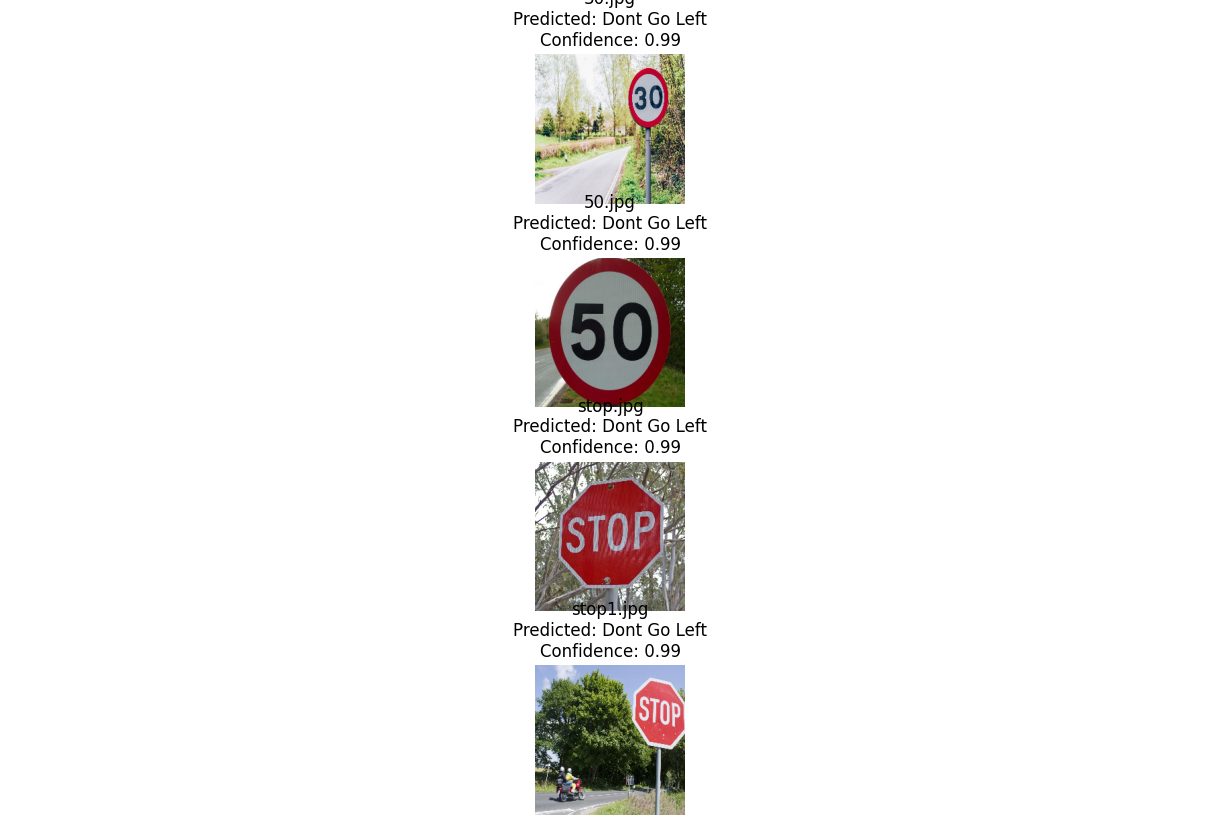 Predicted: Dont Go Left
Confidence: 0.99
30
50.jpg
Predicted: Dont Go Left
Confidence: 0.99
50
stop.jpg
Predicted: Dont Go Left
Confidence: 0.99
STOP
stop1.jpg
Predicted: Dont Go Left
Confidence: 0.99
STOP